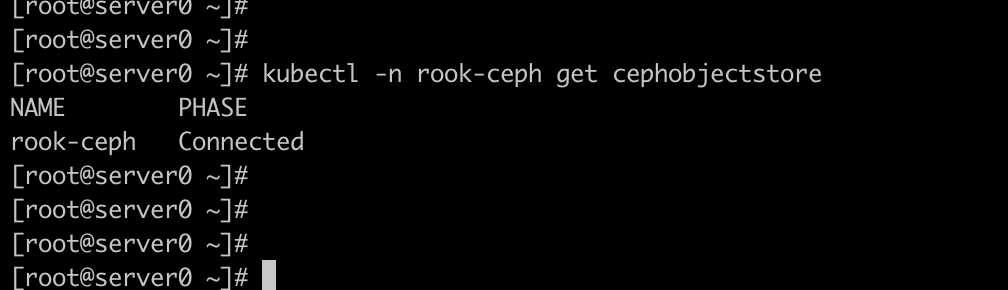 [root@server0 ~]#
[root@server0 ~]#
[root@server0 ~]# kubectl -n rook-ceph get cephobjectstore
NAME        PHASE
rook-ceph   Connected
[root@server0 ~]#
[root@server0 ~]#
[root@server0 ~]#
[root@server0 ~]#